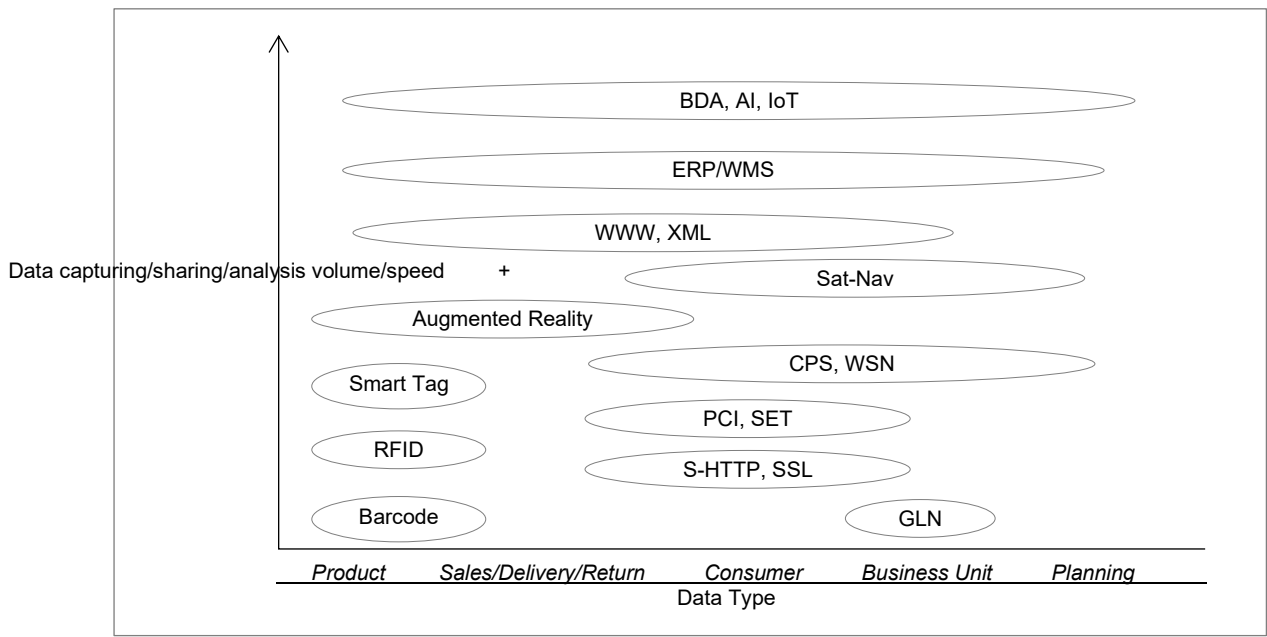 BDA, AI, IoT
ERP/WMS
WWW, XML
Data capturing/sharing/analysis volume/speed +
Sat-Nav
Augmented Reality
CPS, WSN
Smart Tag
PCI, SET
RFID
S-HTTP, SSL
Barcode
GLN
Product Sales/Delivery/Return Consumer Business Unit Planning
Data Type